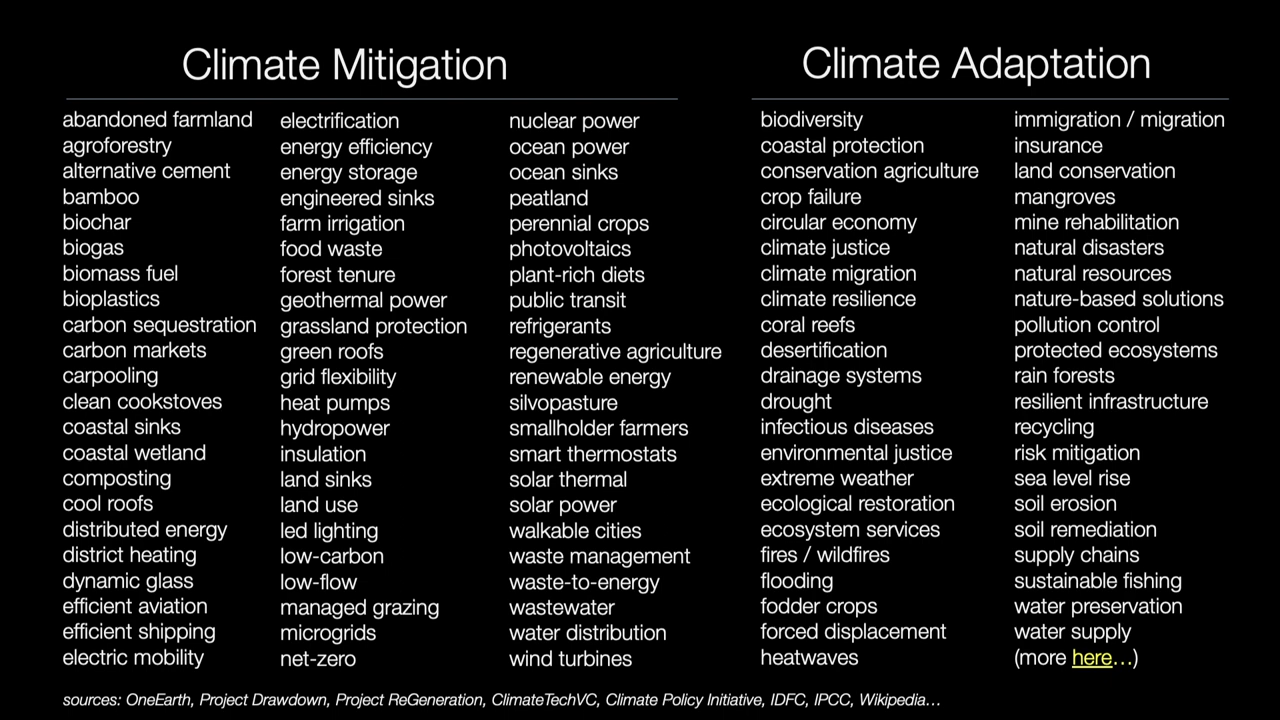 Climate Mitigation
abandoned farmland
agroforestry
alternative cement
bamboo
biochar
biogas
biomass fuel
bioplastics
carbon sequestration
carbon markets
carpooling
clean cookstoves
coastal sinks
coastal wetland
composting
cool roofs
distributed energy
district heating
dynamic glass
efficient aviation
efficient shipping
electric mobility
electrification
energy efficiency
energy storage
engineered sinks
farm irrigation
food waste
forest tenure
geothermal power
grassland protection
green roofs
grid flexibility
heat pumps
hydropower
insulation
land sinks
land use
led lighting
low-carbon
low-flow
managed grazing
microgrids
net-zero
nuclear power
ocean power
ocean sinks
peatland
perennial crops
photovoltaics
plant-rich diets
public transit
refrigerants
regenerative agriculture
renewable energy
silvopasture
smallholder farmers
smart thermostats
solar thermal
solar power
walkable cities
waste management
waste-to-energy
wastewater
water distribution
wind turbines
Climate Adaptation
biodiversity
coastal protection
conservation agriculture
crop failure
circular economy
climate justice
climate migration
climate resilience
coral reefs
desertification
drainage systems
drought
infectious diseases
environmental justice
extreme weather
ecological restoration
ecosystem services
fires / wildfires
flooding
fodder crops
forced displacement
heatwaves
immigration / migration
insurance
land conservation
mangroves
mine rehabilitation
natural disasters
natural resources
nature-based solutions
pollution control
protected ecosystems
rain forests
resilient infrastructure
recycling
risk mitigation
sea level rise
soil erosion
soil remediation
supply chains
sustainable fishing
water preservation
water supply
(more here…)
sources: OneEarth, Project Drawdown, Project ReGeneration, ClimateTechVC, Climate Policy Initiative, IDFC, IPCC, Wikipedia…